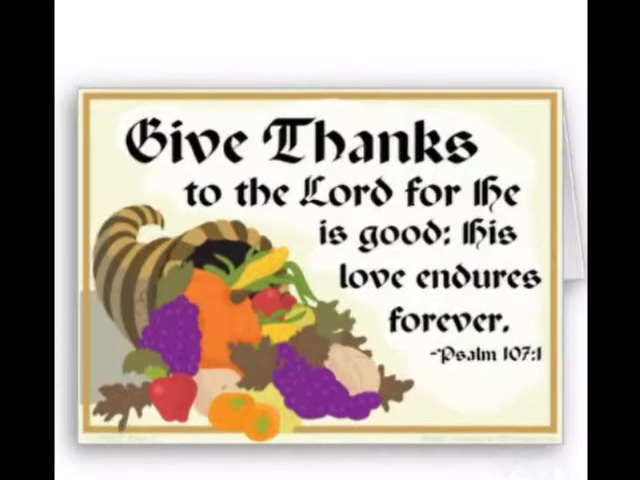 Give Thanks
to the Lord for He
is good: His
love endures
forever.
-Psalm 107:1